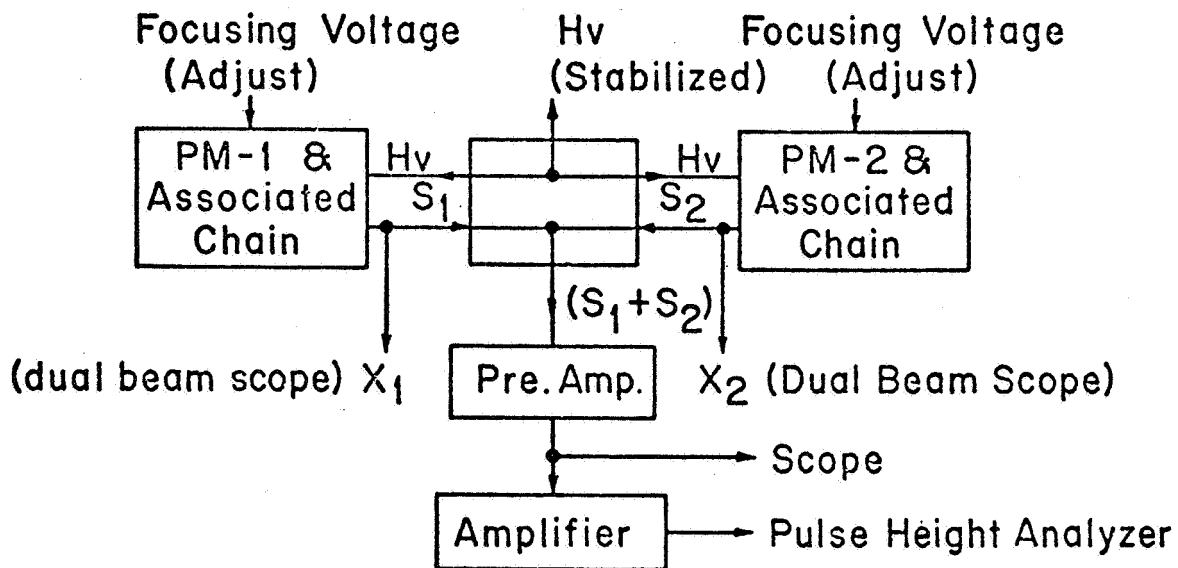 Focusing Voltage
(Adjust)
Hv
(Stabilized)
Focusing Voltage
(Adjust)
PM-1 &
Associated
Chain
Hv
S1
Hv
S2
PM-2 &
Associated
Chain
(S1+S2)
(dual beam scope) X1
Pre. Amp.
X2 (Dual Beam Scope)
Scope
Amplifier
Pulse Height Analyzer